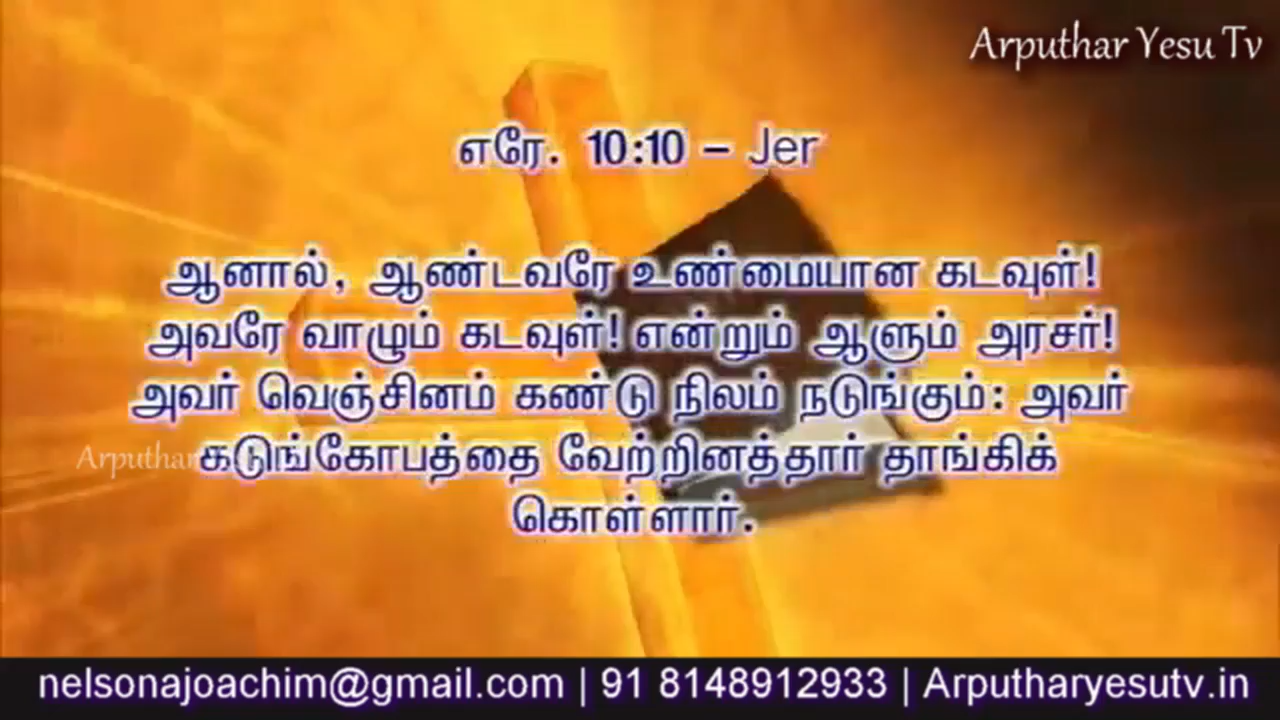 Arputhar Yesu Tv
எரே. 10:10 – Jer
ஆனால், ஆண்டவரே உண்மையான கடவுள்!
அவரே வாழும் கடவுள்! என்றும் ஆளும் அரசர்!
அவர் வெஞ்சினம் கண்டு நிலம் நடுங்கும்: அவர்
கடுங்கோபத்தை வேற்றினத்தார் தாங்கிக்
கொள்ளார்.
Arputhar
nelsonajoachim@gmail.com | 91 8148912933 | Arputharyesutv.in